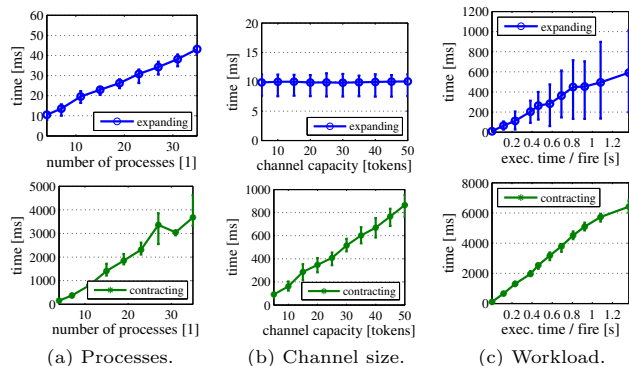 60
50
40
30
20
10
0
time [ms]
expanding
10 20 30
number of processes [1]
20
15
10
5
0
time [ms]
expanding
10 20 30 40 50
channel capacity [tokens]
1200
1000
800
600
400
200
0
time [ms]
expanding
0.2 0.4 0.6 0.8 1 1.2
exec. time / fire [s]
5000
4000
3000
2000
1000
0
time [ms]
contracting
10 20 30
number of processes [1]
1000
800
600
400
200
0
time [ms]
contracting
10 20 30 40 50
channel capacity [tokens]
8000
6000
4000
2000
0
time [ms]
contracting
0.2 0.4 0.6 0.8 1 1.2
exec. time / fire [s]
(a) Processes.
(b) Channel size.
(c) Workload.